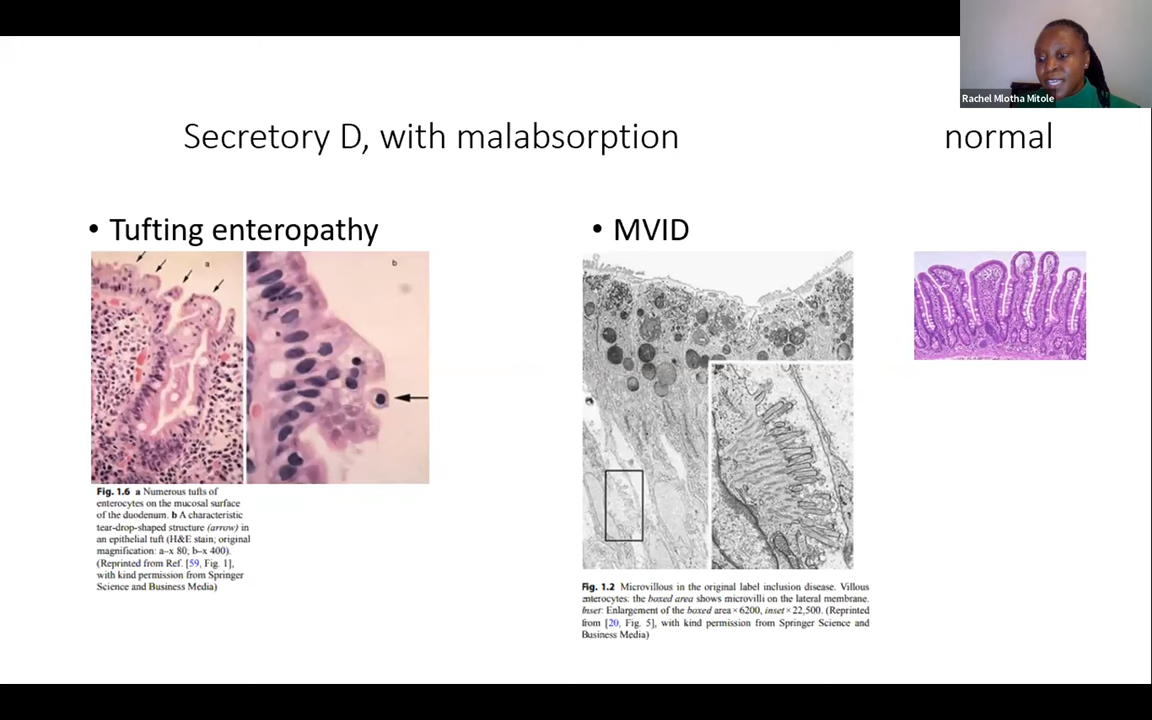 Rachel Mlotha Mitole
Secretory D, with malabsorption
normal
• Tufting enteropathy
a
b
Fig. 1.6 a Numerous tufts of
enterocytes on the mucosal surface
of the duodenum. b A characteristic
tear-drop-shaped structure (arrow) in
an epithelial tuft (H&E stain; original
magnification: a–x 80; b–x 400).
(Reprinted from Ref. [59, Fig. 1],
with kind permission from Springer
Science and Business Media)
• MVID
Fig. 1.2 Microvillous in the original label inclusion disease. Villous
enterocytes: the boxed area shows microvilli on the lateral membrane.
Inset: Enlargement of the boxed area × 6200, inset × 22,500. (Reprinted
from [20, Fig. 5], with kind permission from Springer Science and
Business Media)